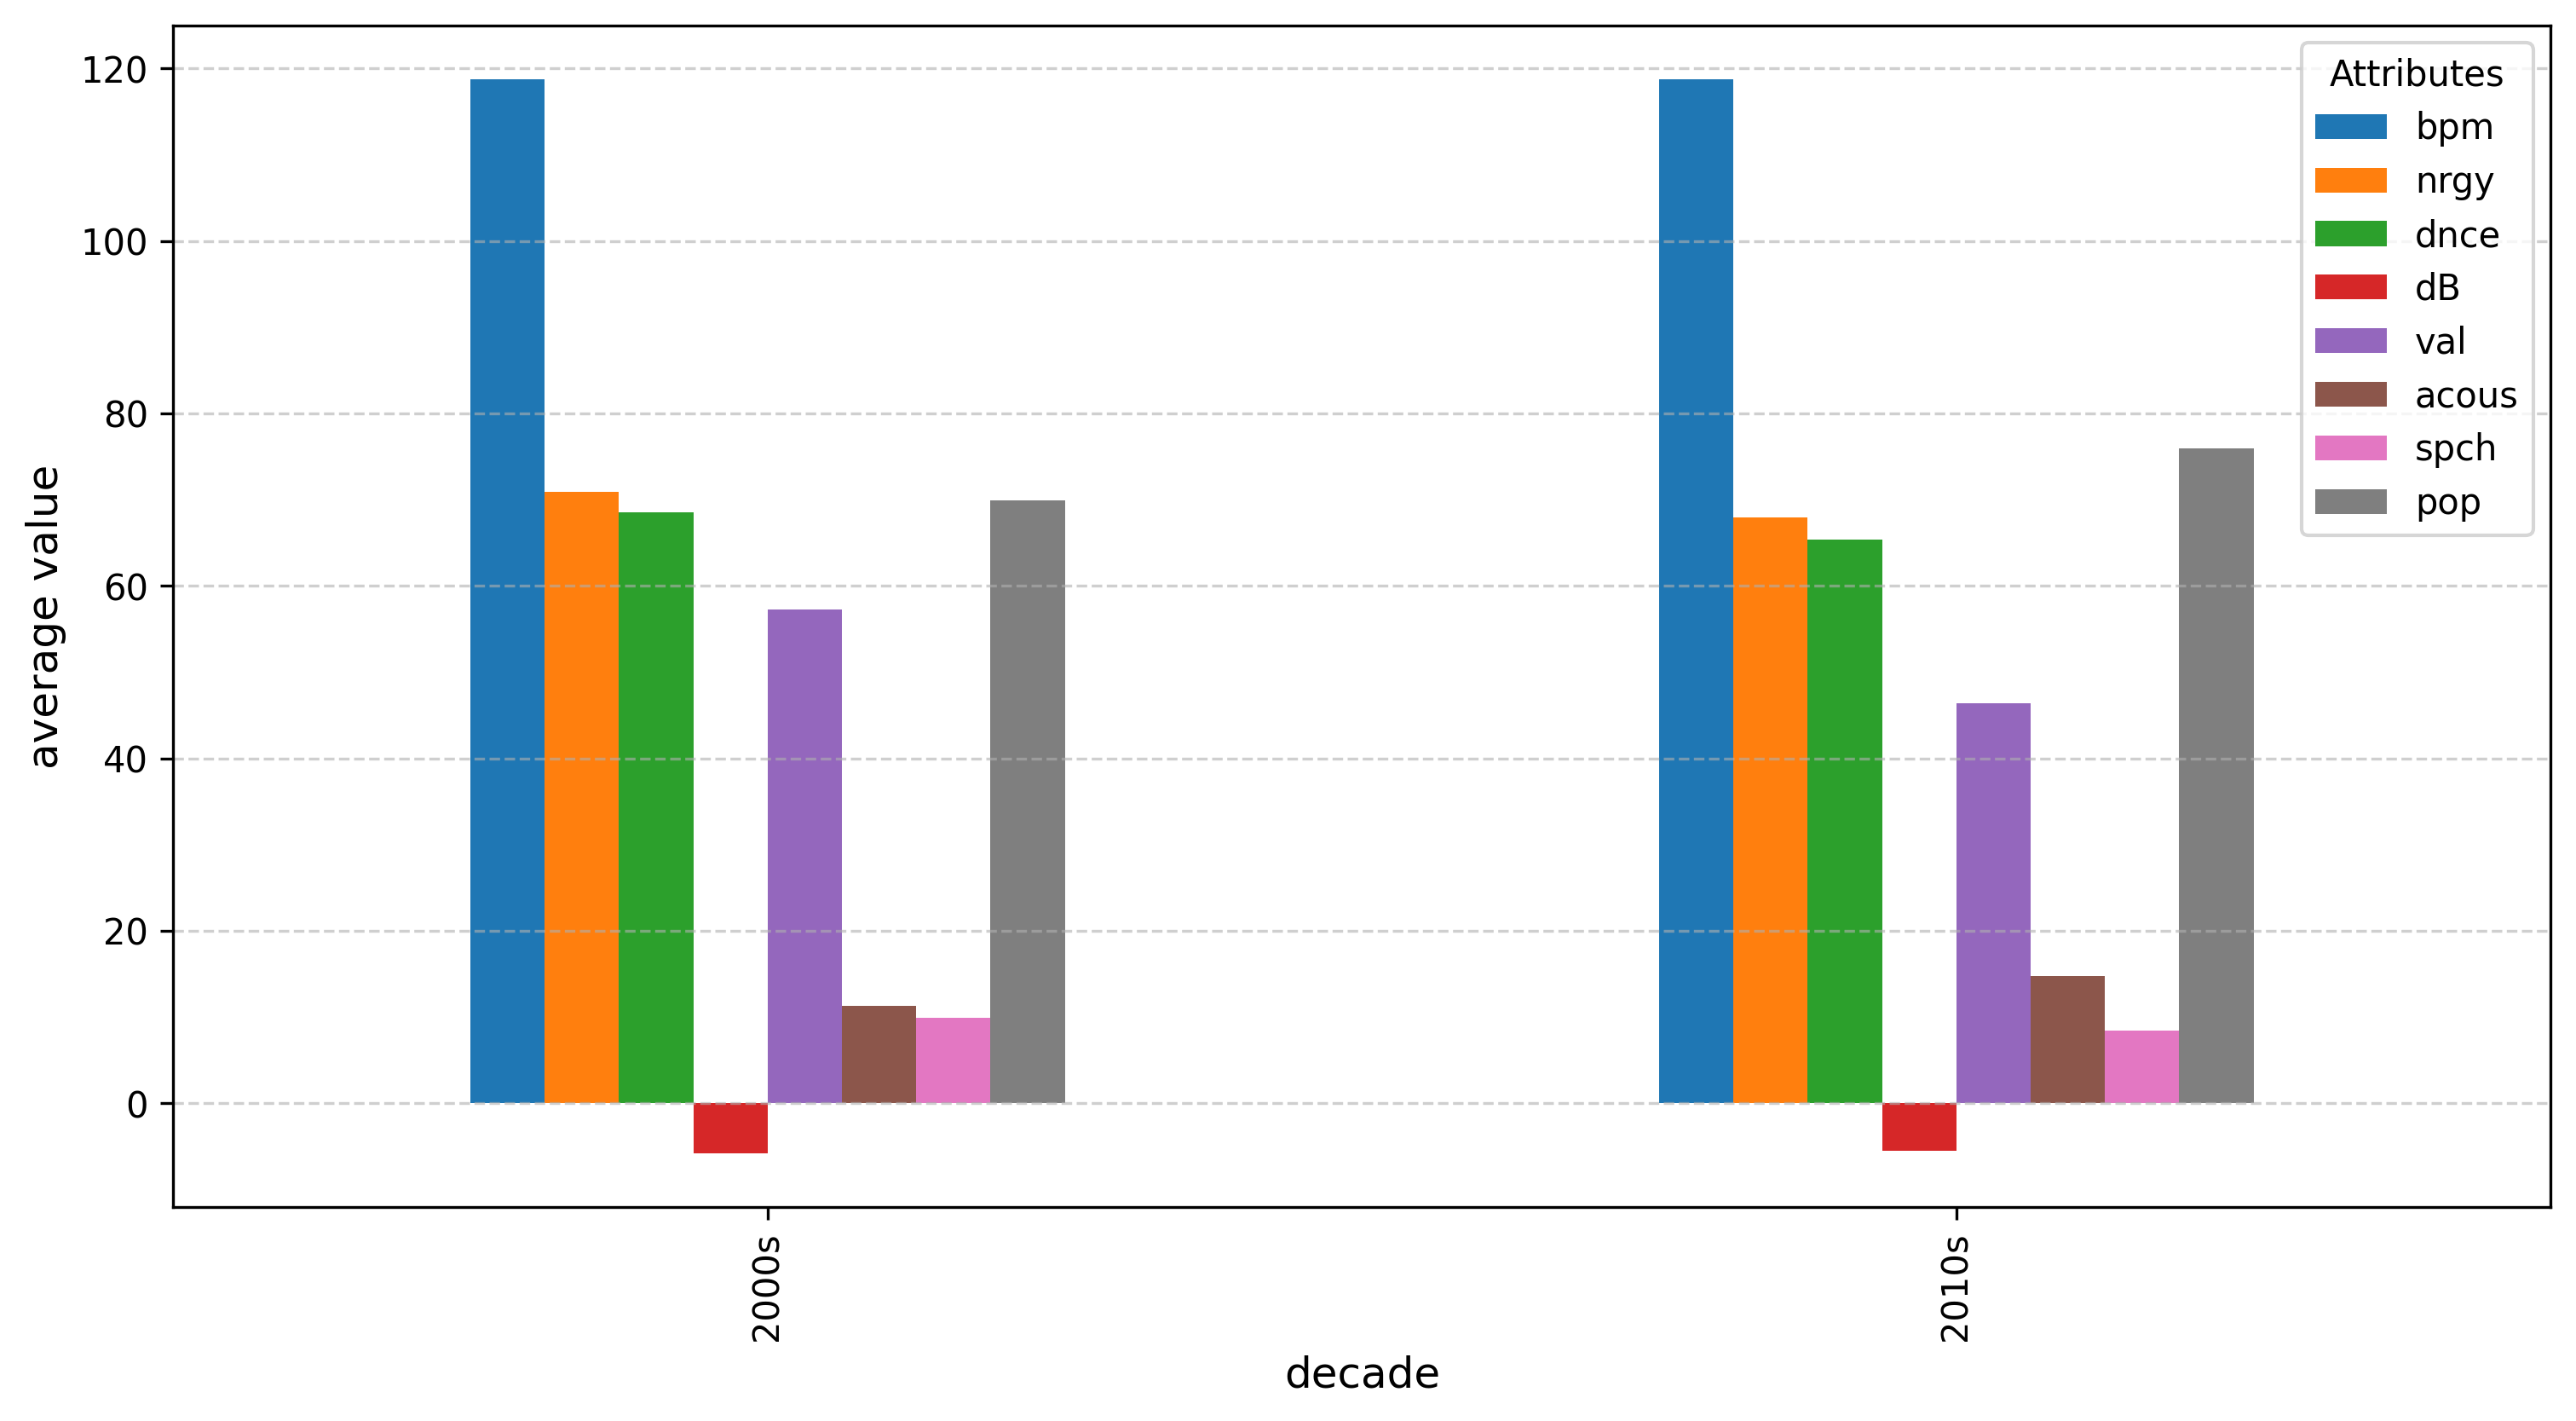 120
100
80
60
40
20
0
average value
2000s
2010s
decade
Attributes
bpm
nrgy
dnce
dB
val
acous
spch
pop